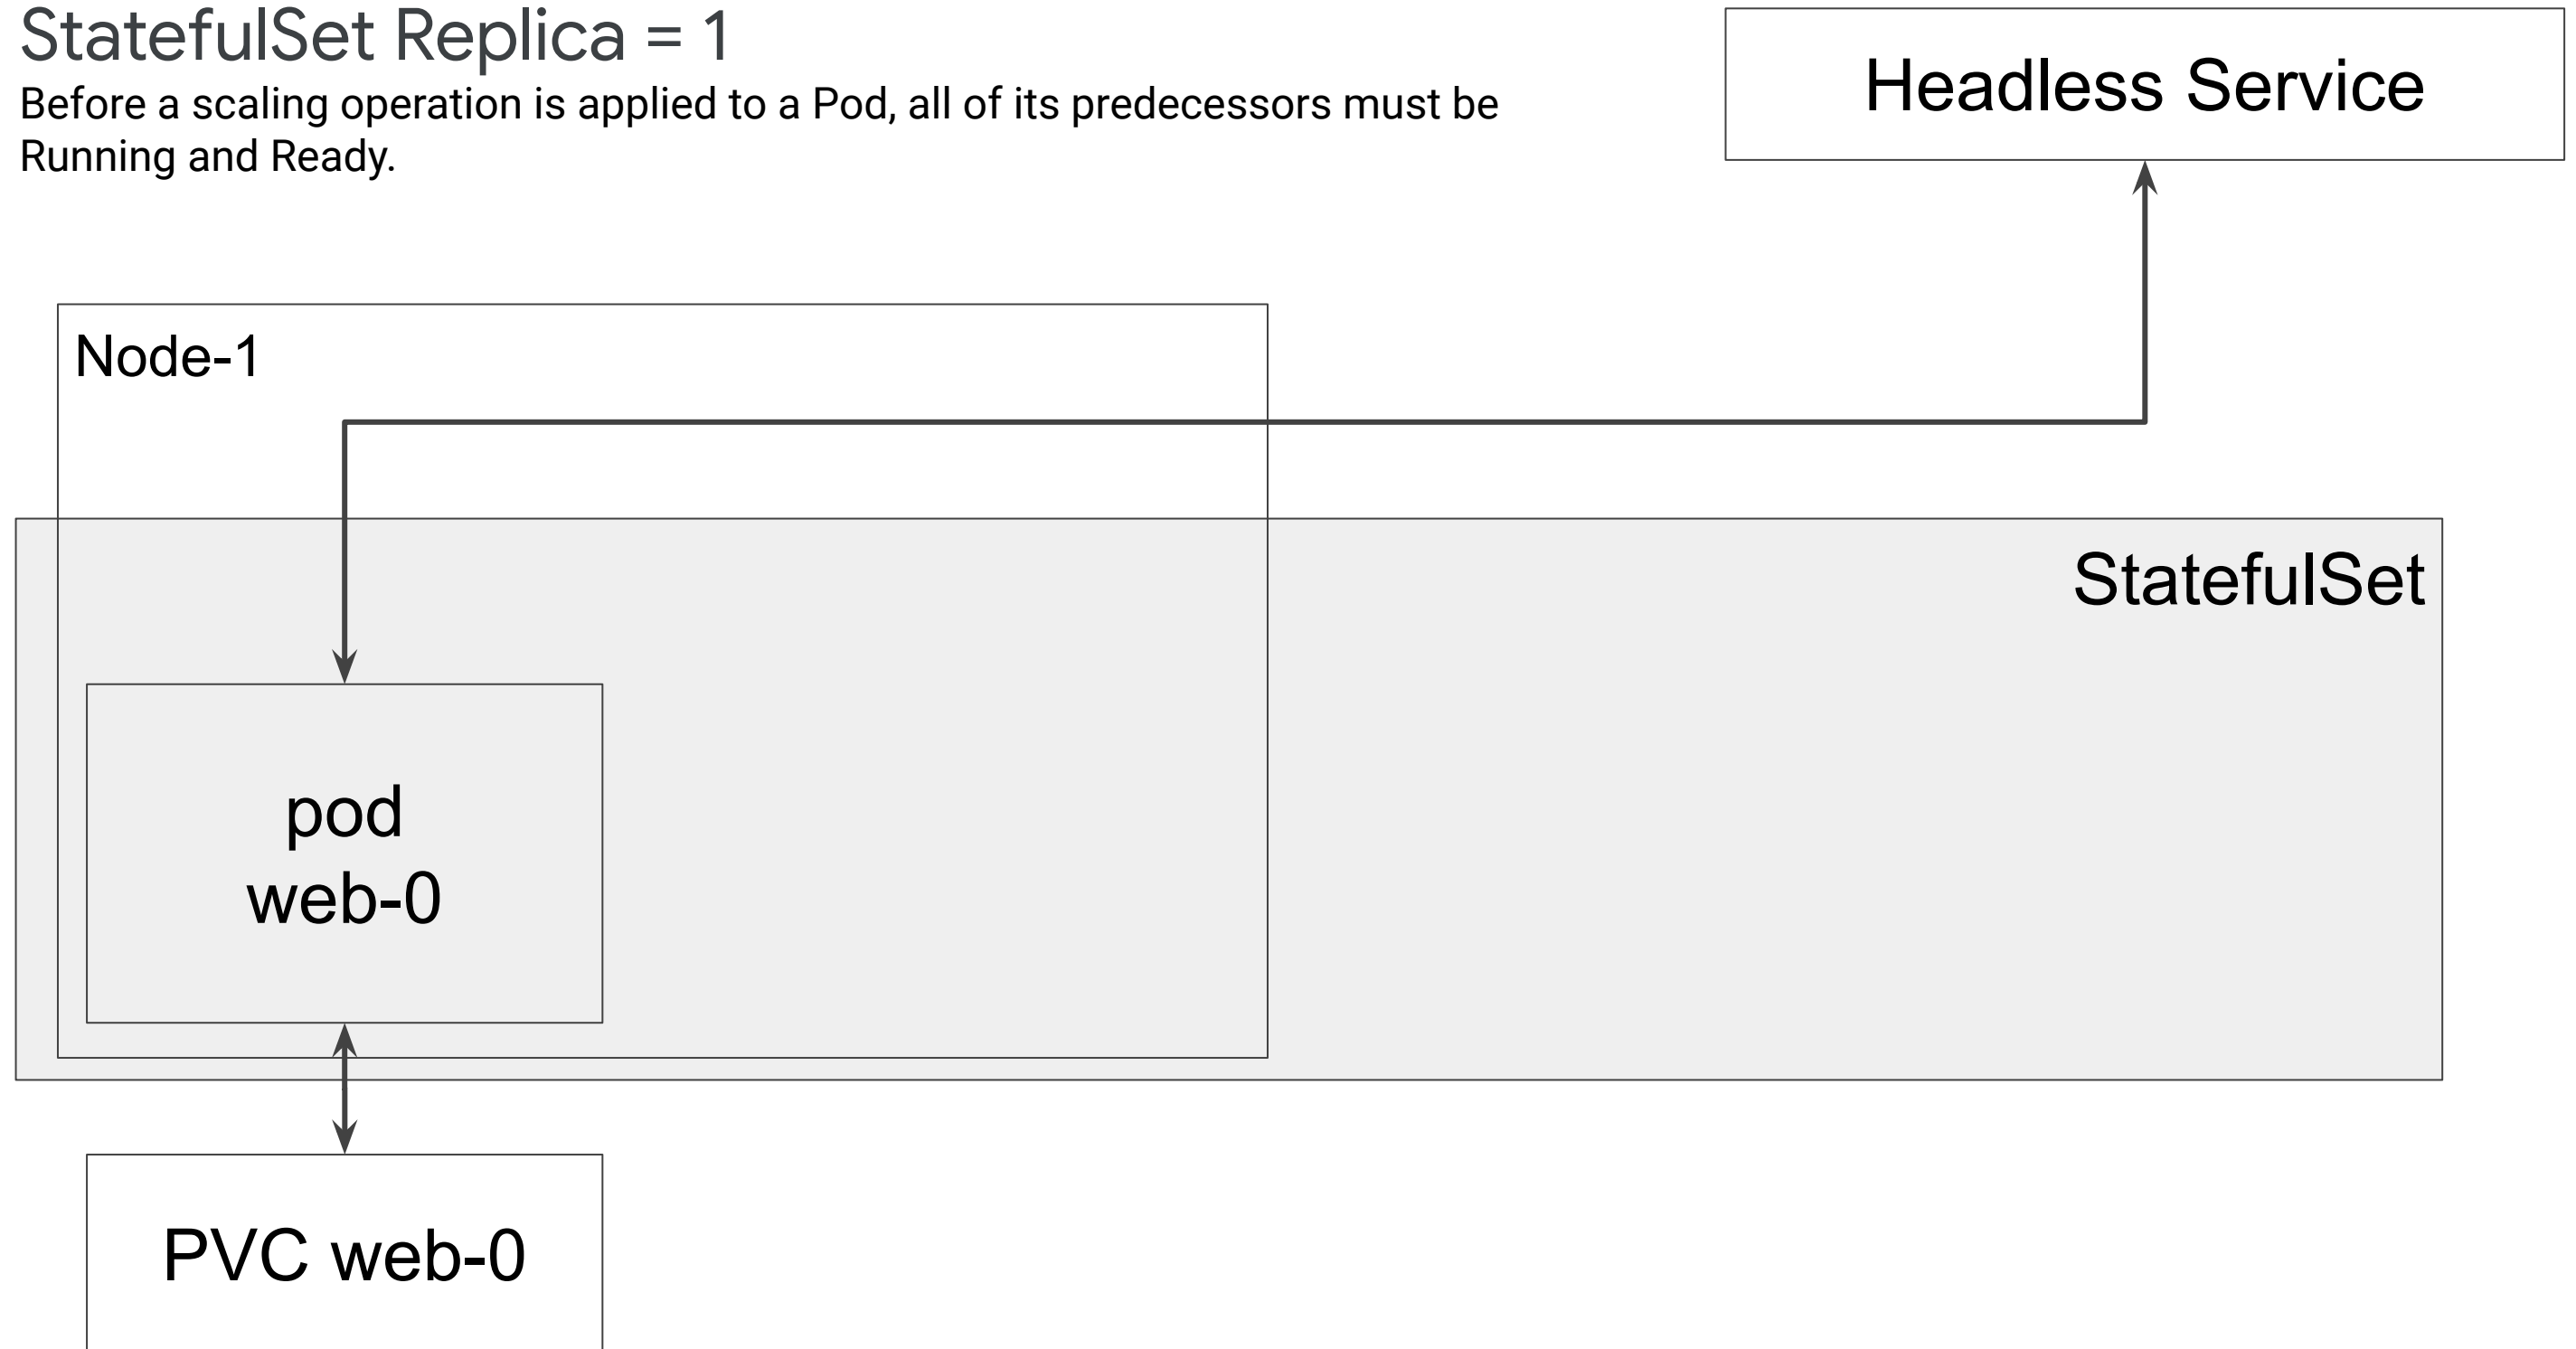 StatefulSet Replica = 1
Before a scaling operation is applied to a Pod, all of its predecessors must be
Running and Ready.
Headless Service
Node-1
StatefulSet
pod
web-0
PVC web-0